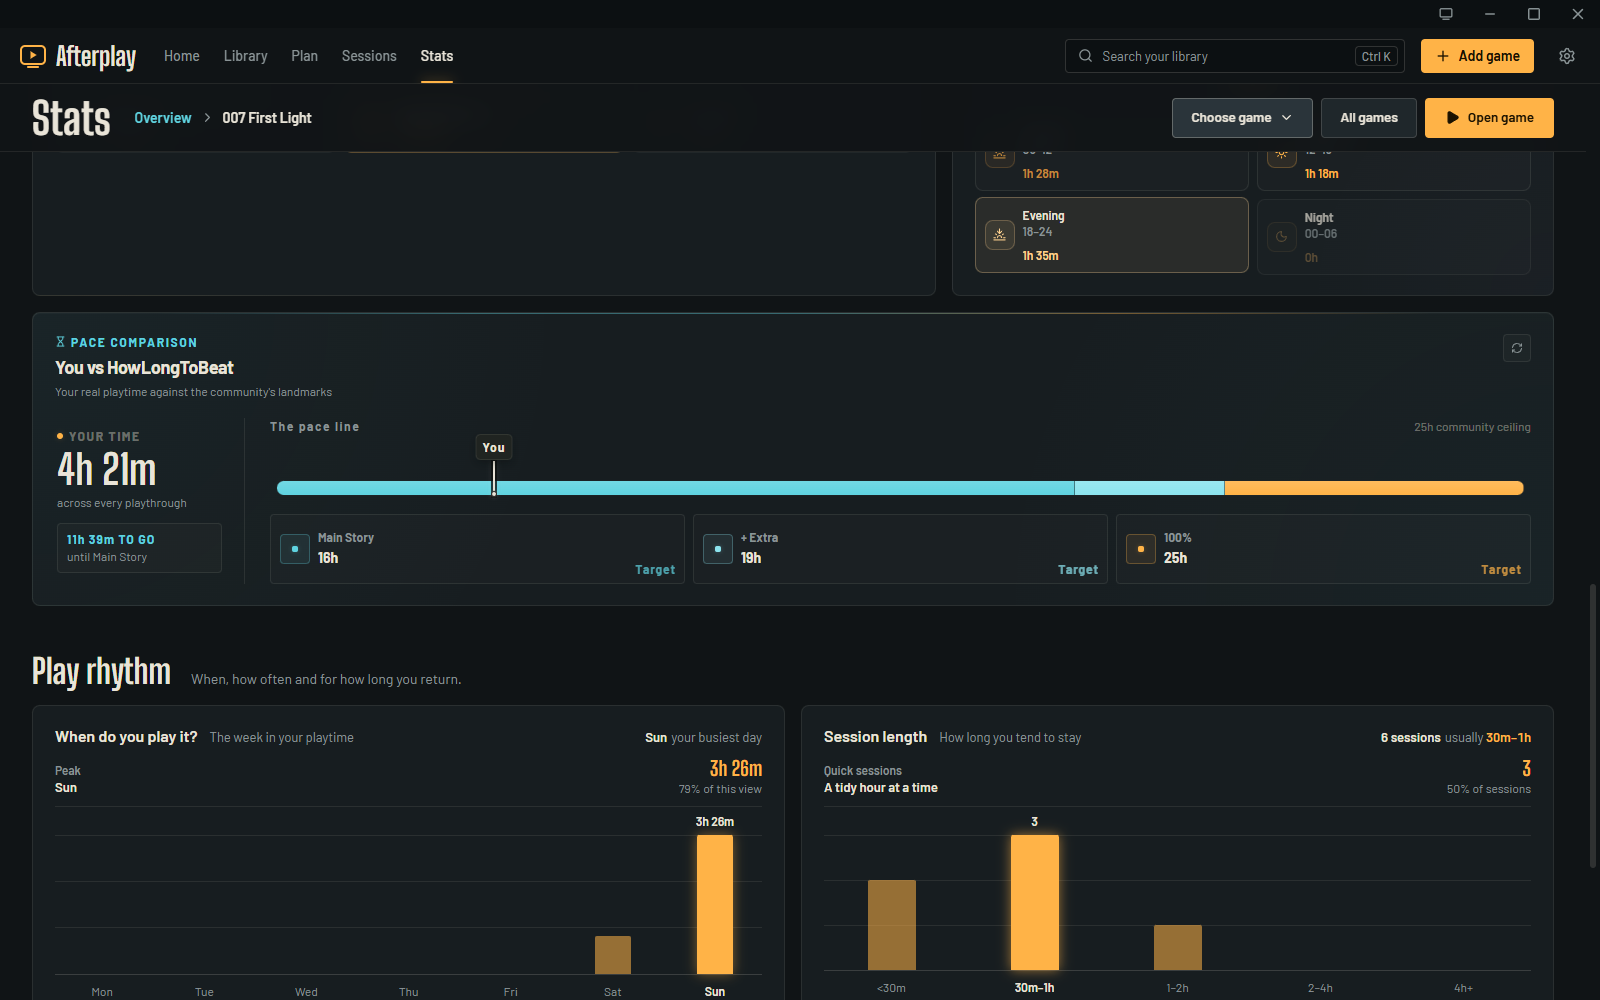 Afterplay
Home
Library
Plan
Sessions
Stats
Search your library
Ctrl K
Add game
Stats
Overview
007 First Light
Choose game
All games
Open game
1h 28m
1h 18m
Evening
18–24
1h 35m
Night
00–06
0h
PACE COMPARISON
You vs HowLongToBeat
Your real playtime against the community's landmarks
YOUR TIME
4h 21m
across every playthrough
11h 39m TO GO
until Main Story
The pace line
25h community ceiling
You
Main Story
16h
Target
+ Extra
19h
Target
100%
25h
Target
Play rhythm
When, how often and for how long you return.
When do you play it?
The week in your playtime
Sun your busiest day
Peak
Sun
3h 26m
79% of this view
3h 26m
Mon
Tue
Wed
Thu
Fri
Sat
Sun
Session length
How long you tend to stay
6 sessions usually 30m–1h
Quick sessions
A tidy hour at a time
3
50% of sessions
3
<30m
30m–1h
1–2h
2–4h
4h+